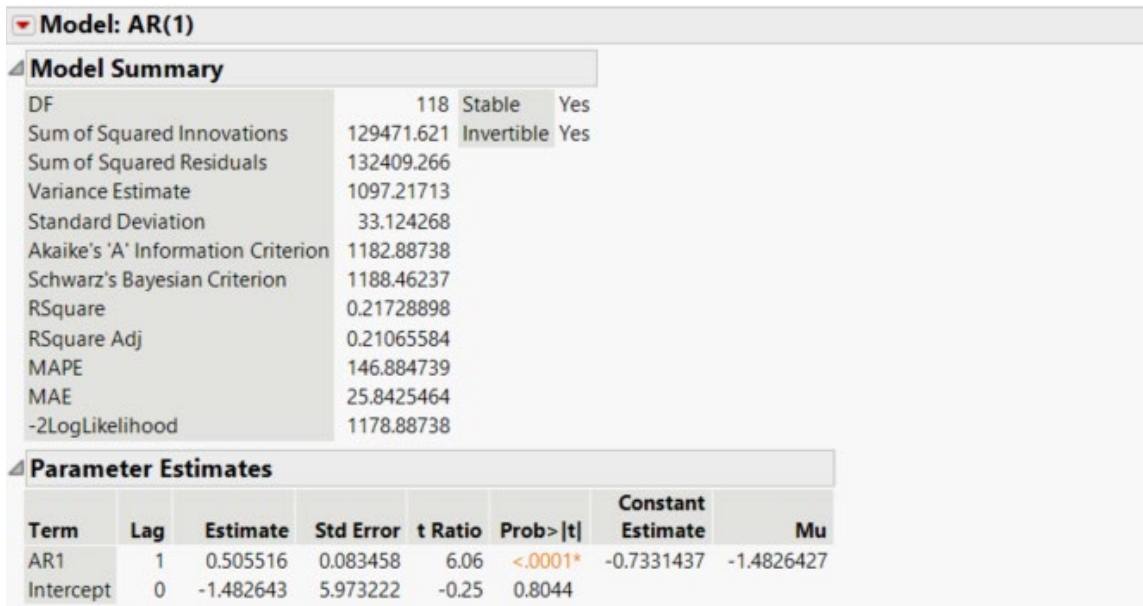 Model: AR(1)
Model Summary
DF 118 Stable Yes
Sum of Squared Innovations 129471.621 Invertible Yes
Sum of Squared Residuals 132409.266
Variance Estimate 1097.21713
Standard Deviation 33.124268
Akaike's 'A' Information Criterion 1182.88738
Schwarz's Bayesian Criterion 1188.46237
RSquare 0.21728898
RSquare Adj 0.21065584
MAPE 146.884739
MAE 25.8425464
-2LogLikelihood 1178.88738
Parameter Estimates
Constant
Term Lag Estimate Std Error t Ratio Prob>|t| Estimate Mu
AR1 1 0.505516 0.083458 6.06 <.0001* -0.7331437 -1.4826427
Intercept 0 -1.482643 5.973222 -0.25 0.8044